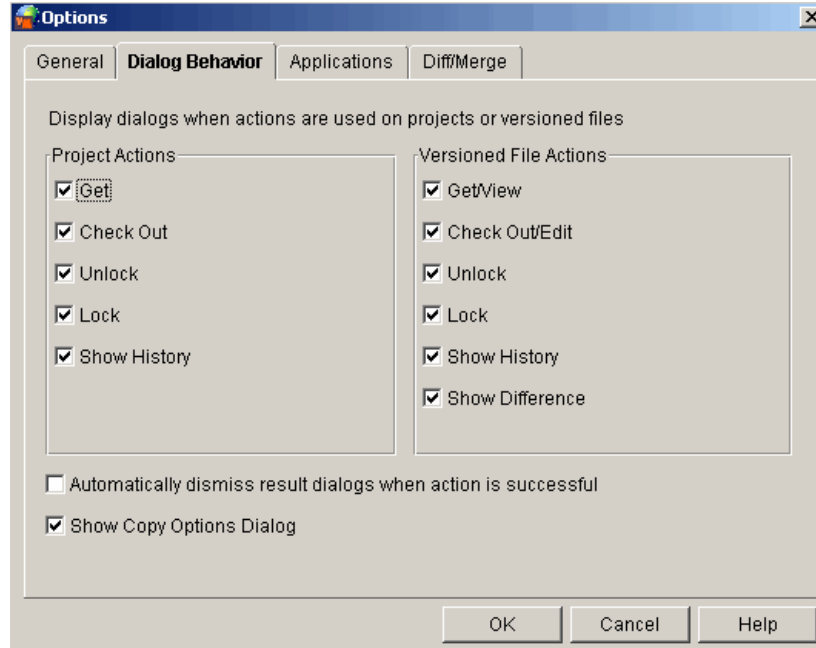 Options
General Dialog Behavior Applications Diff/Merge
Display dialogs when actions are used on projects or versioned files
Project Actions
Get
Check Out
Unlock
Lock
Show History
Versioned File Actions
Get/View
Check Out/Edit
Unlock
Lock
Show History
Show Difference
Automatically dismiss result dialogs when action is successful
Show Copy Options Dialog
OK Cancel Help